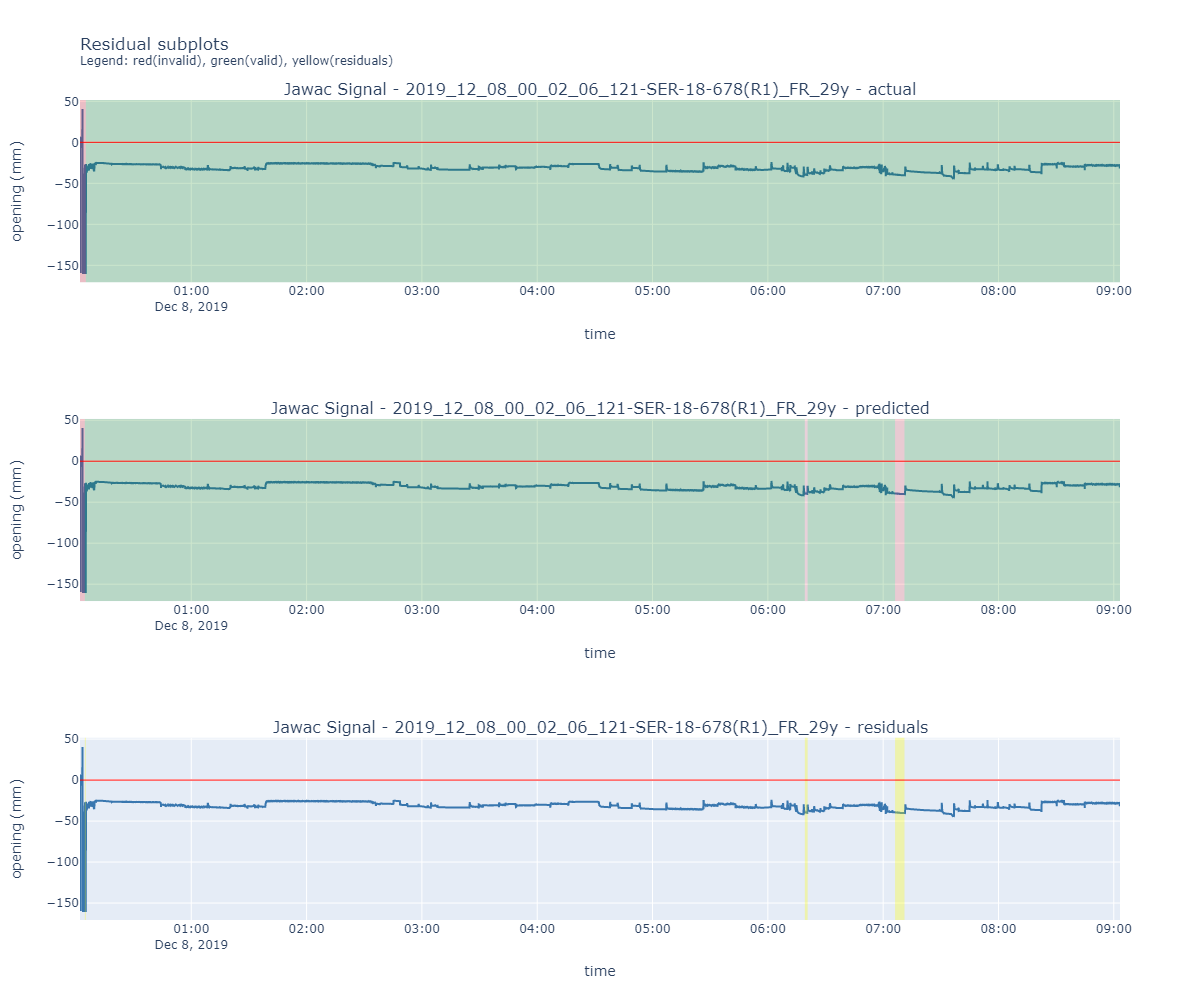 Residual subplots
Legend: red(invalid), green(valid), yellow(residuals)
Jawac Signal - 2019_12_08_00_02_06_121-SER-18-678(R1)_FR_29y - actual
50
0
−50
−100
−150
opening (mm)
01:00 02:00 03:00 04:00 05:00 06:00 07:00 08:00 09:00
Dec 8, 2019
time
Jawac Signal - 2019_12_08_00_02_06_121-SER-18-678(R1)_FR_29y - predicted
50
0
−50
−100
−150
opening (mm)
01:00 02:00 03:00 04:00 05:00 06:00 07:00 08:00 09:00
Dec 8, 2019
time
Jawac Signal - 2019_12_08_00_02_06_121-SER-18-678(R1)_FR_29y - residuals
50
0
−50
−100
−150
opening (mm)
01:00 02:00 03:00 04:00 05:00 06:00 07:00 08:00 09:00
Dec 8, 2019
time